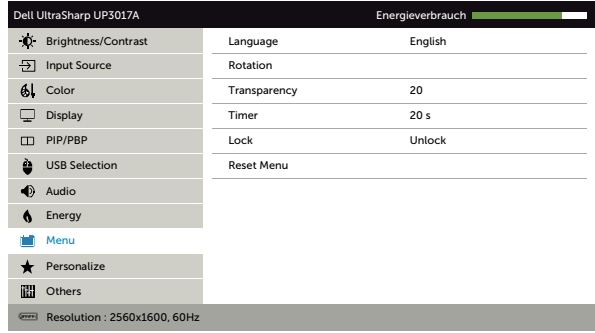 Dell UltraSharp UP3017A Energieverbrauch
Brightness/Contrast Language English
Input Source Rotation
Color Transparency 20
Display Timer 20 s
PIP/PBP Lock Unlock
USB Selection Reset Menu
Audio
Energy
Menu
Personalize
Others
Resolution : 2560x1600, 60Hz